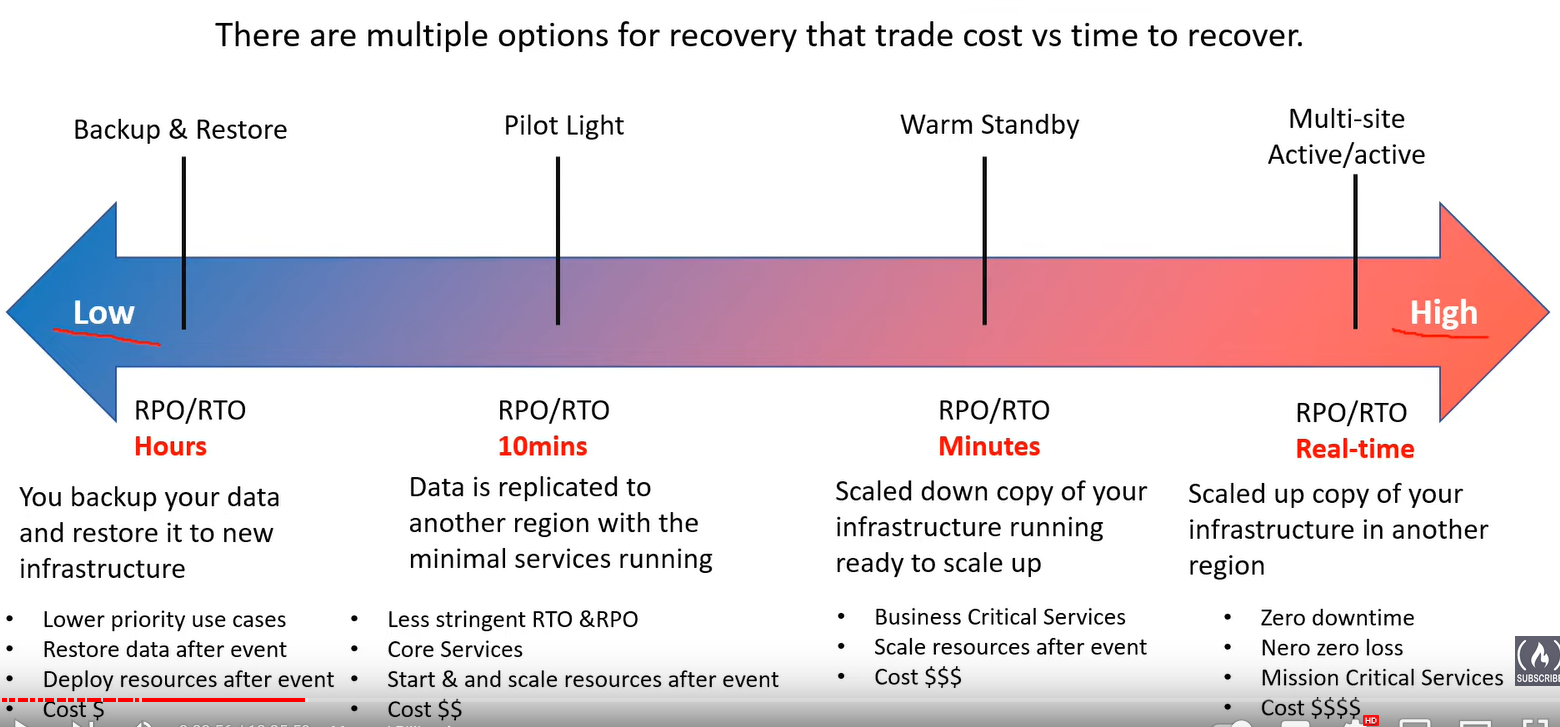 There are multiple options for recovery that trade cost vs time to recover.
Backup & Restore
Pilot Light
Warm Standby
Multi-site
Active/active
Low
High
RPO/RTO
Hours
You backup your data
and restore it to new
infrastructure
• Lower priority use cases
• Restore data after event
• Deploy resources after event
• Cost $
RPO/RTO
10mins
Data is replicated to
another region with the
minimal services running
• Less stringent RTO &RPO
• Core Services
• Start & and scale resources after event
• Cost $$
RPO/RTO
Minutes
Scaled down copy of your
infrastructure running
ready to scale up
• Business Critical Services
• Scale resources after event
• Cost $$$
RPO/RTO
Real-time
Scaled up copy of your
infrastructure in another
region
• Zero downtime
• Nero zero loss
• Mission Critical Services
• Cost $$$$
SUBSCRIBE
HD